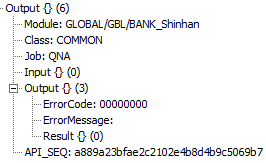 Output {} (6)
Module: GLOBAL/GBL/BANK_Shinhan
Class: COMMON
Job: QNA
Input {} (0)
Output {} (3)
ErrorCode: 00000000
ErrorMessage:
Result {} (0)
API_SEQ: a889a23bfae2c2102e4b8d4b9c5069b7